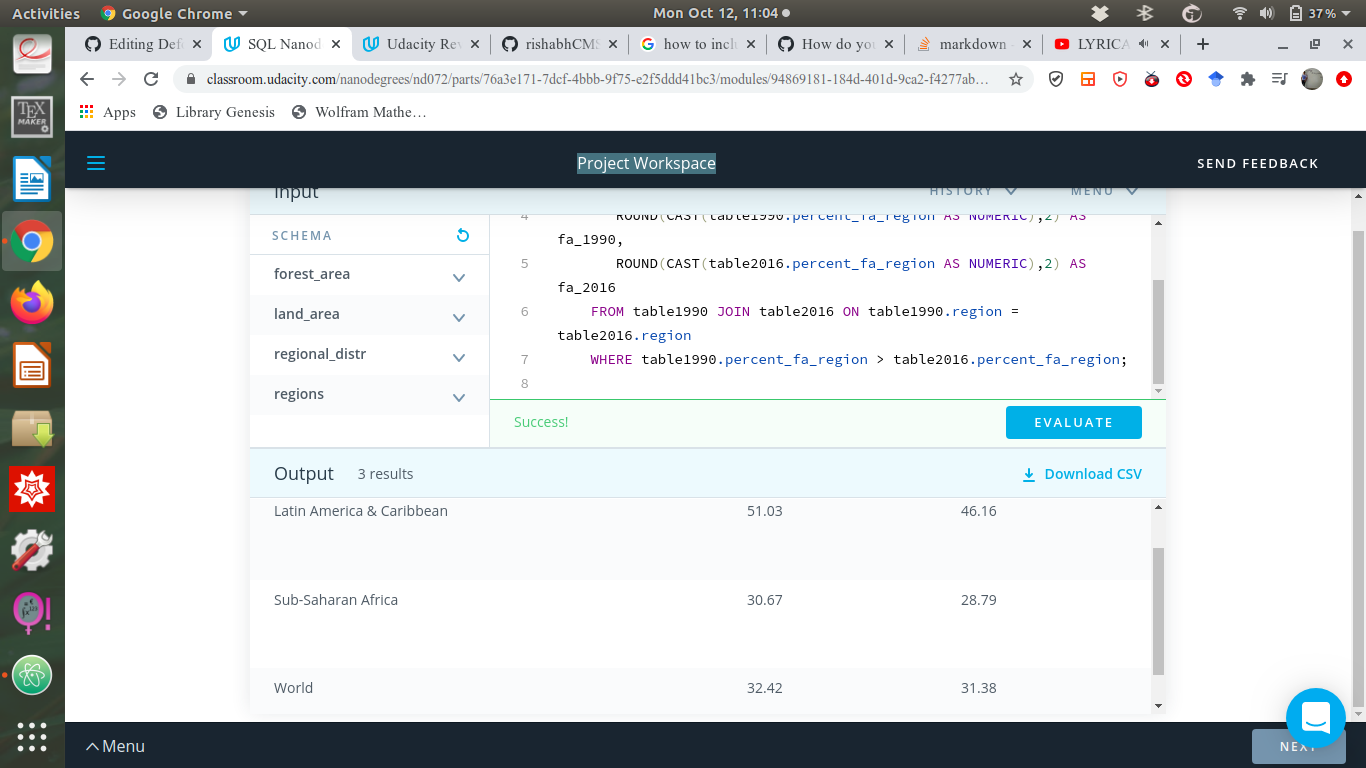 Activities Google Chrome Mon Oct 12, 11:04 37%
Editing Def SQL Nanod Udacity Re rishabhCMS how to incl How do you markdown LYRICA
classroom.udacity.com/nanodegrees/nd072/parts/76a3e171-7dcf-4bbb-9f75-e2f5ddd41bc3/modules/94869181-184d-401d-9ca2-f4277ab…
Apps Library Genesis Wolfram Mathe…
Project Workspace SEND FEEDBACK
Input HISTORY MENU
SCHEMA
forest_area
land_area
regional_distr
regions
4 ROUND(CAST(table1990.percent_fa_region AS NUMERIC),2) AS
fa_1990,
5 ROUND(CAST(table2016.percent_fa_region AS NUMERIC),2) AS
fa_2016
6 FROM table1990 JOIN table2016 ON table1990.region =
table2016.region
7 WHERE table1990.percent_fa_region > table2016.percent_fa_region;
8
Success! EVALUATE
Output 3 results Download CSV
Latin America & Caribbean 51.03 46.16
Sub-Saharan Africa 30.67 28.79
World 32.42 31.38
Menu NEXT
TEX
MAKER